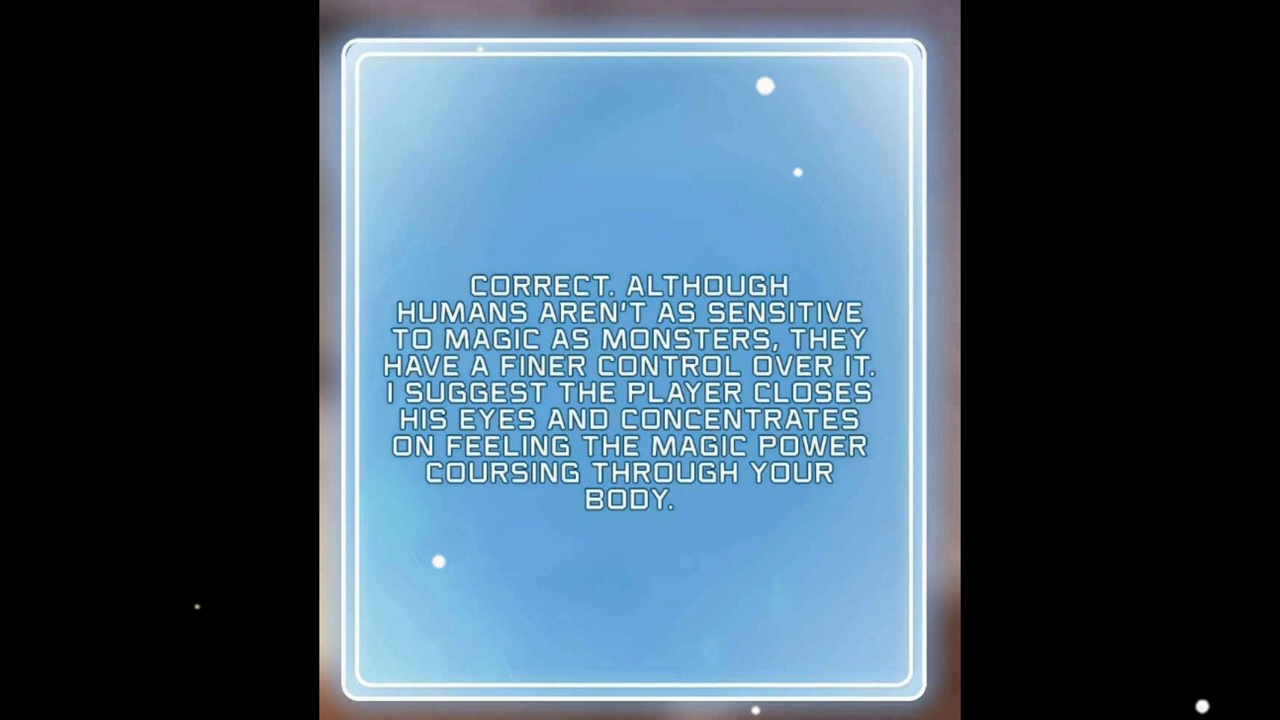 CORRECT. ALTHOUGH
HUMANS AREN'T AS SENSITIVE
TO MAGIC AS MONSTERS, THEY
HAVE A FINER CONTROL OVER IT.
I SUGGEST THE PLAYER CLOSES
HIS EYES AND CONCENTRATES
ON FEELING THE MAGIC POWER
COURSING THROUGH YOUR
BODY.